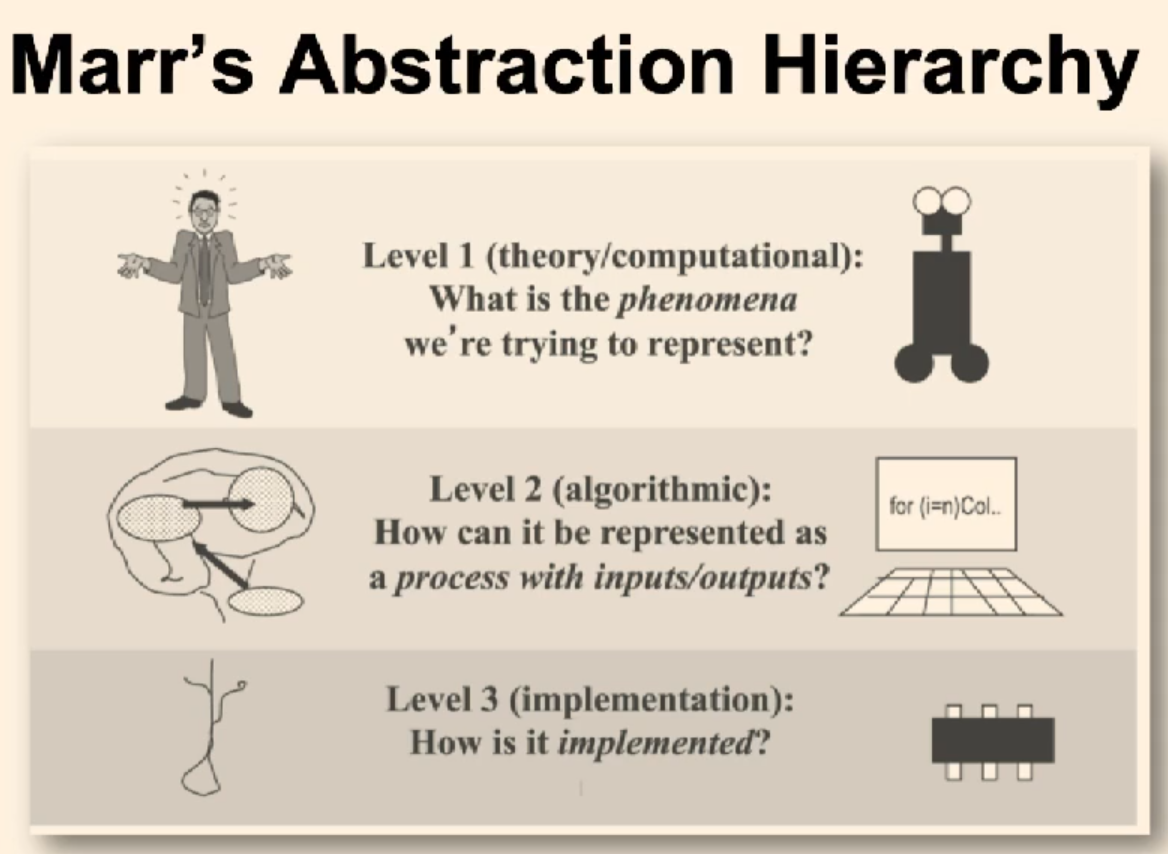 Marr's Abstraction Hierarchy
Level 1 (theory/computational):
What is the phenomena
we're trying to represent?
Level 2 (algorithmic):
How can it be represented as
a process with inputs/outputs?
for (i=n)Col..
Level 3 (implementation):
How is it implemented?